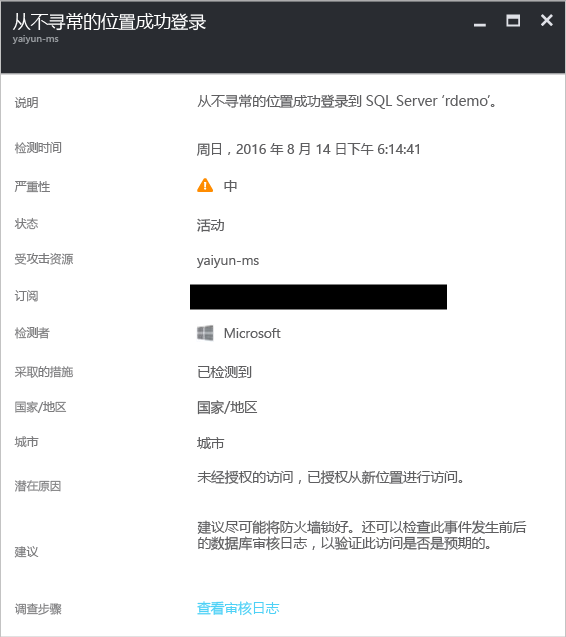 从不寻常的位置成功登录
yaiyun-ms
说明 从不寻常的位置成功登录到 SQL Server ‘rdemo’。
检测时间 周日，2016 年 8 月 14 日下午 6:14:41
严重性 中
状态 活动
受攻击资源 yaiyun-ms
订阅
检测者 Microsoft
采取的措施 已检测到
国家/地区 国家/地区
城市 城市
潜在原因 未经授权的访问，已授权从新位置进行访问。
建议 建议尽可能将防火墙锁好。还可以检查此事件发生前后
的数据库审核日志，以验证此访问是否是预期的。
调查步骤 查看审核日志